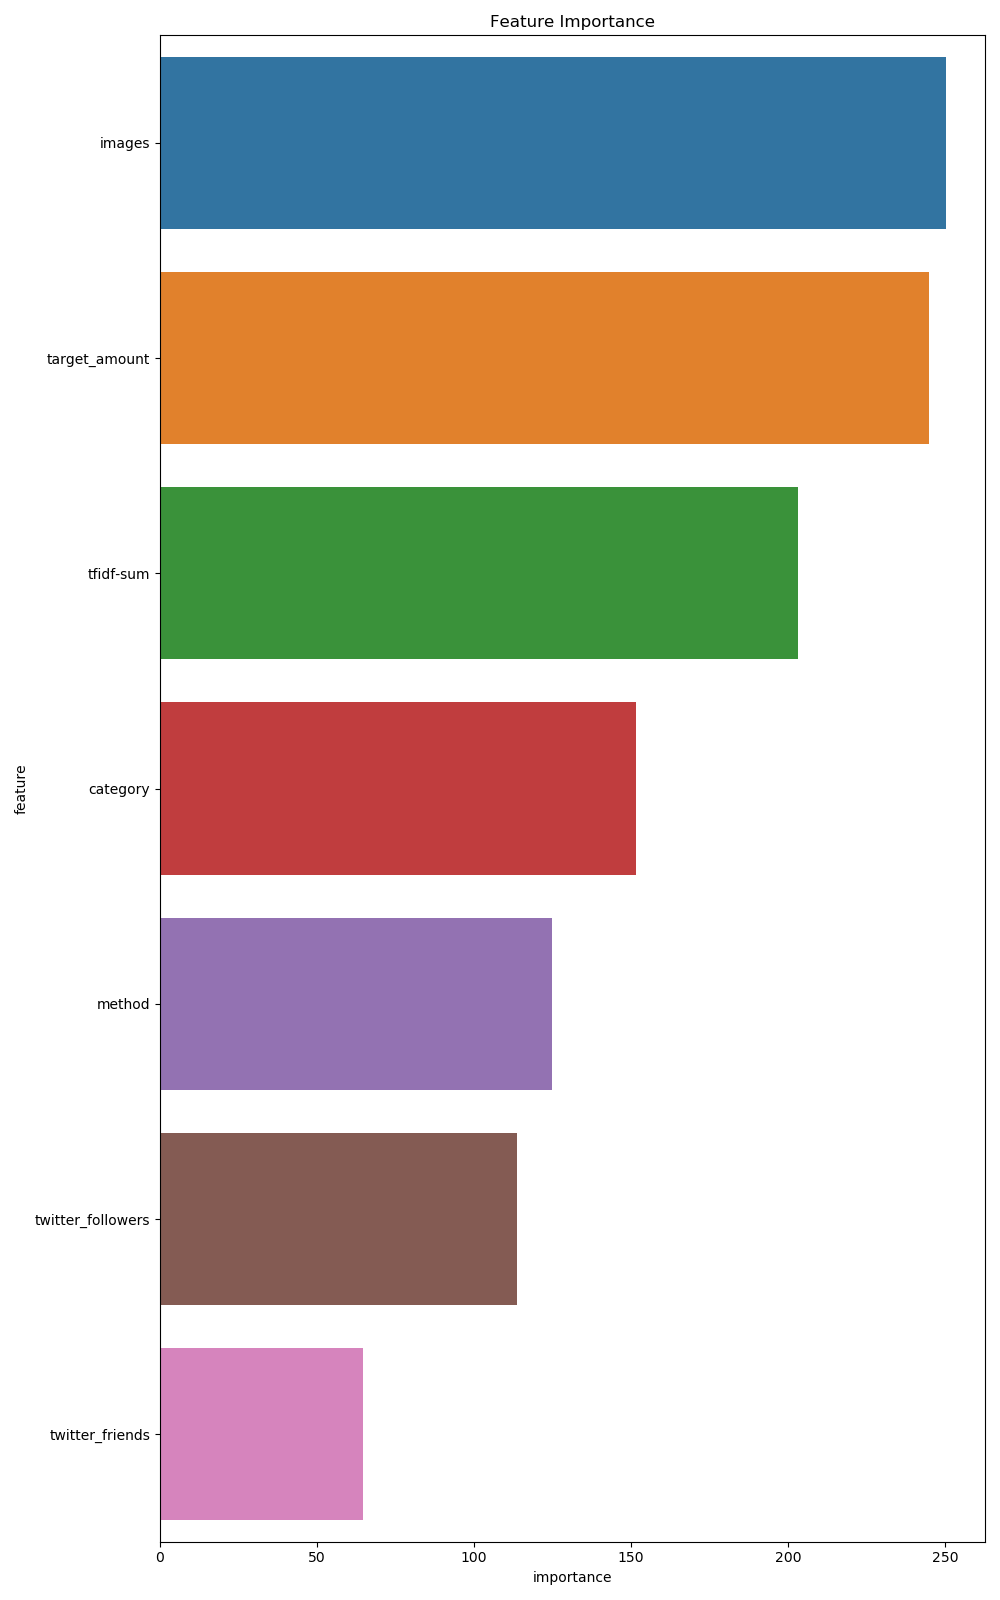 Feature Importance
images
target_amount
tfidf-sum
category
method
twitter_followers
twitter_friends
feature
0 50 100 150 200 250
importance